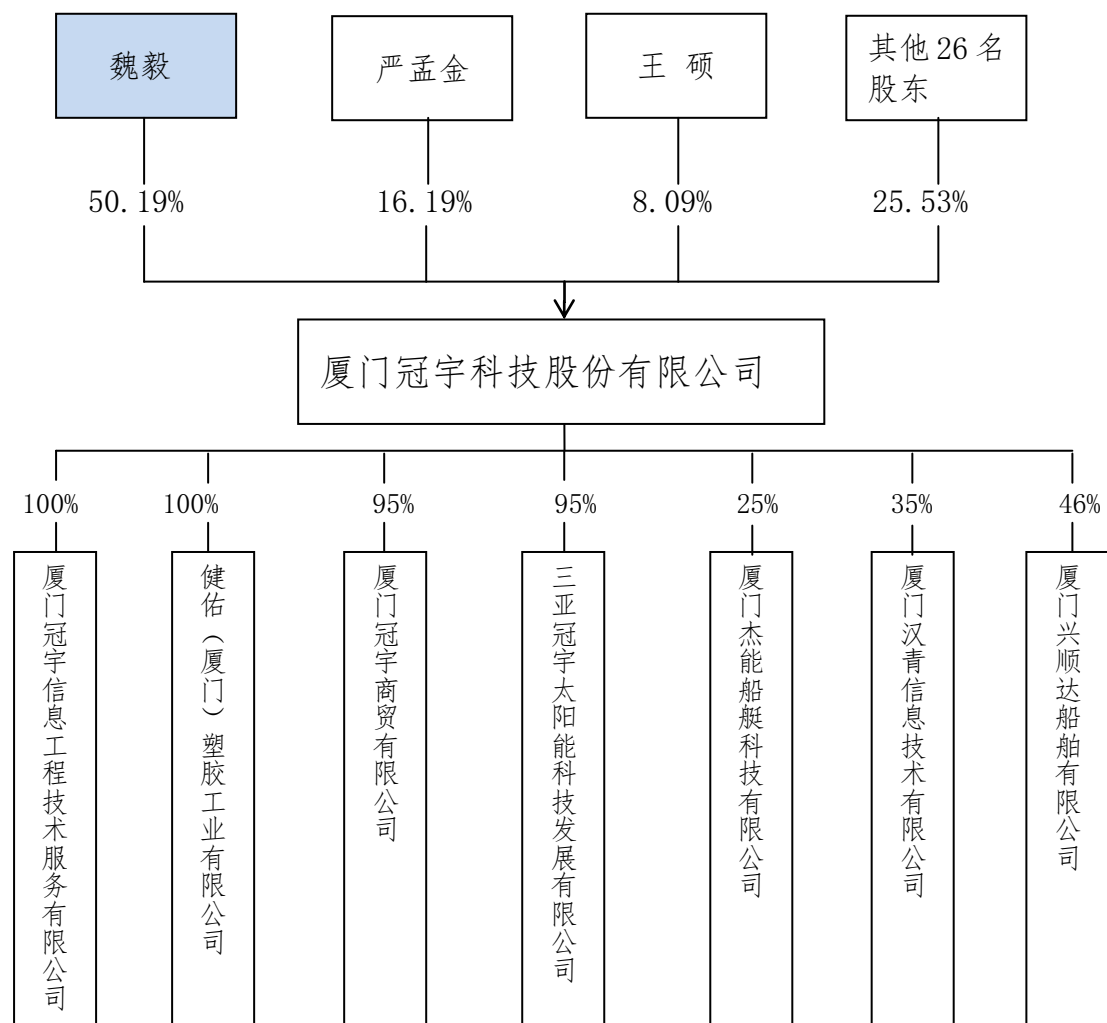 魏毅
严孟金
王 硕
其他 26 名
股东
50.19%
16.19%
8.09%
25.53%
厦门冠宇科技股份有限公司
100%
100%
95%
95%
25%
35%
46%
厦门冠宇信息工程技术服务有限公司
健佑（厦门）塑胶工业有限公司
厦门冠宇商贸有限公司
三亚冠宇太阳能科技发展有限公司
厦门杰能船艇科技有限公司
厦门汉青信息技术有限公司
厦门兴顺达船舶有限公司